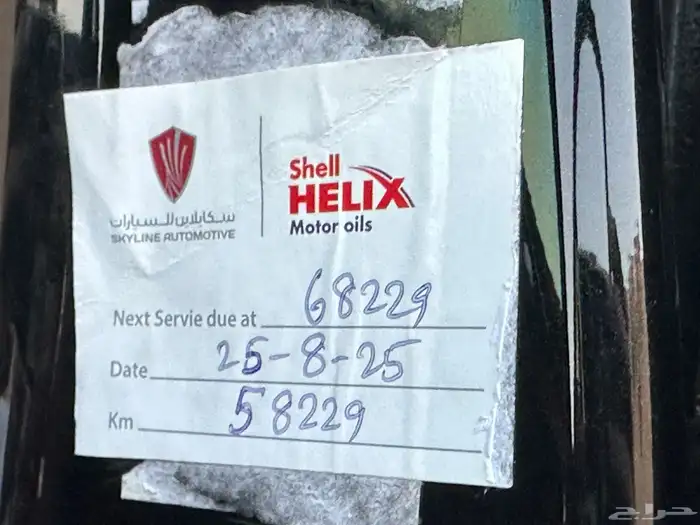 سكايلاين للسيارات
SKYLINE AUTOMOTIVE
Shell
HELIX
Motor oils
Next Servie due at 68229
Date 25-8-25
Km 58229
حراج